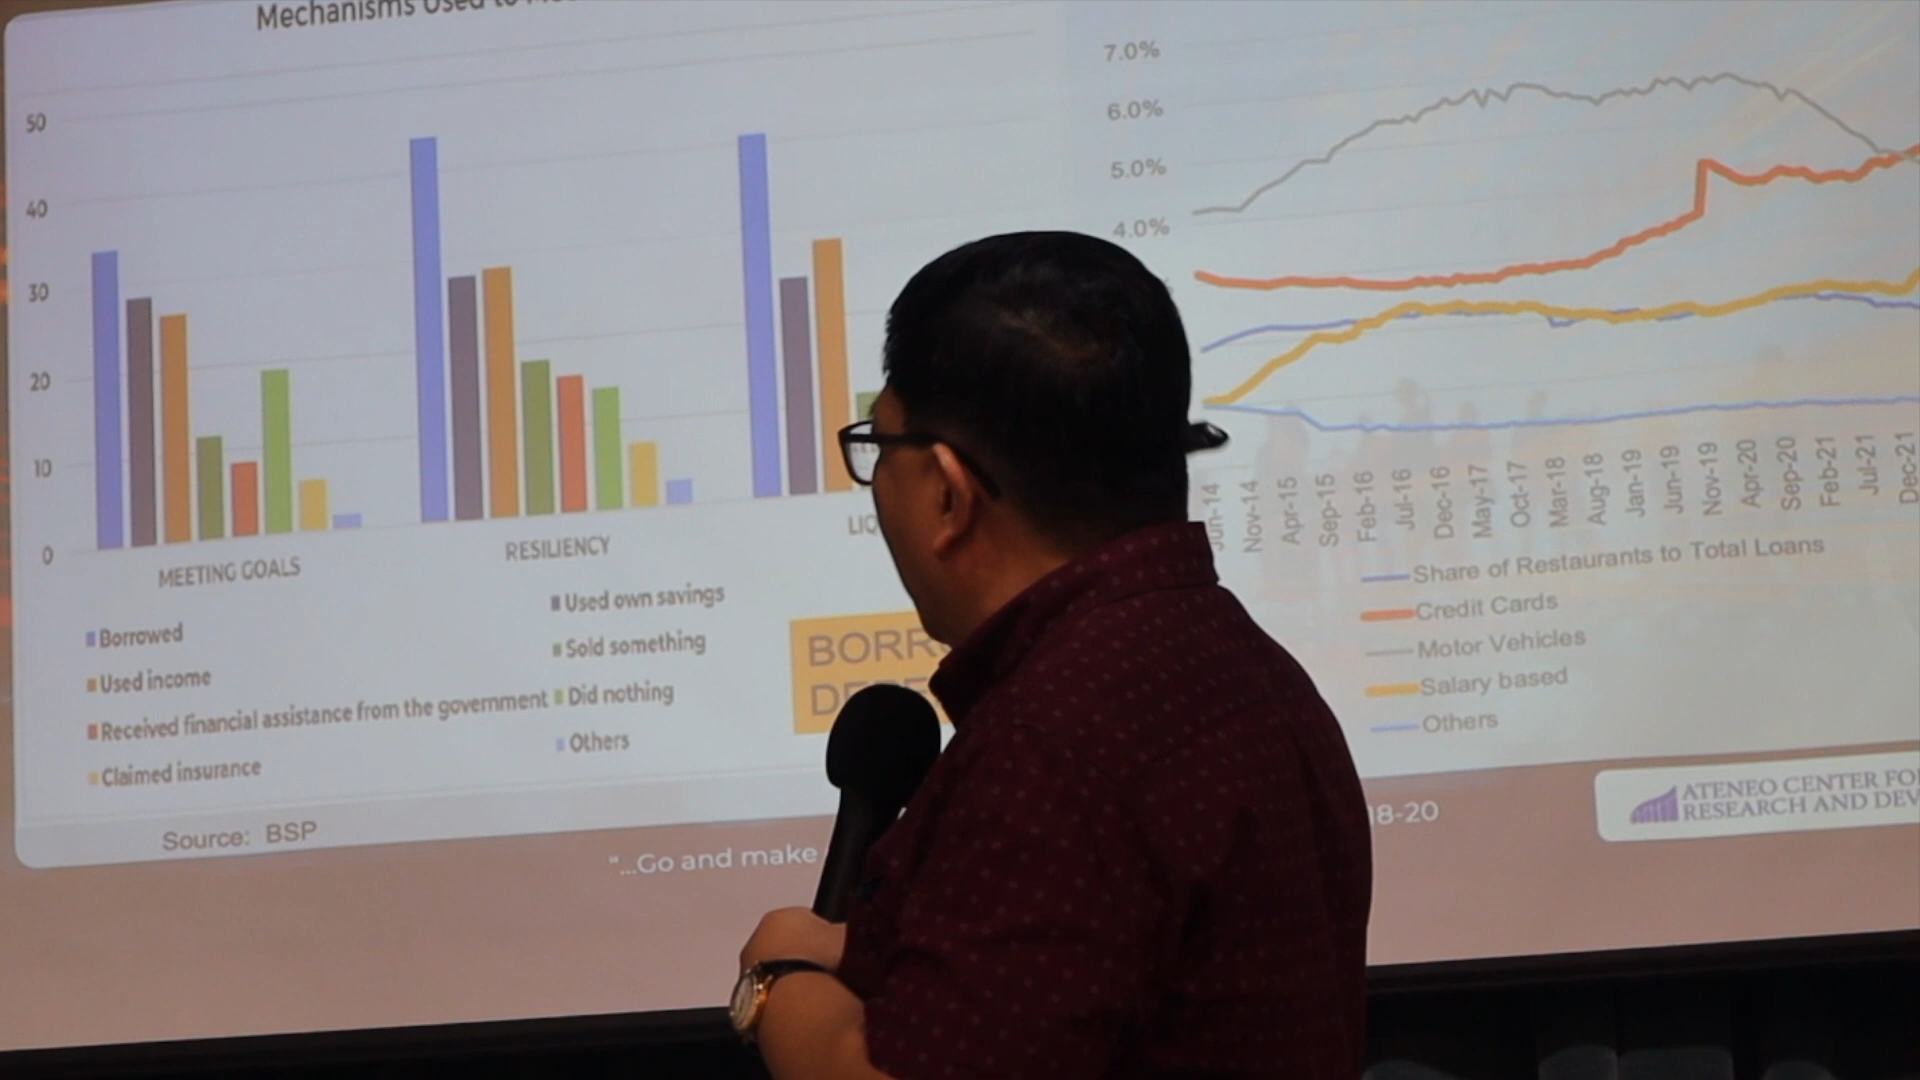 Mechanisms Used to
50
40
30
20
10
0
MEETING GOALS
RESILIENCY
LIQ
Borrowed
Used own savings
Used income
Sold something
Received financial assistance from the government
Did nothing
Claimed insurance
Others
BORR
Source: BSP
"...Go and make
18-20
7.0%
6.0%
5.0%
4.0%
Jun-14
Nov-14
Apr-15
Sep-15
Feb-16
Jul-16
Dec-16
May-17
Oct-17
Mar-18
Aug-18
Jan-19
Jun-19
Nov-19
Apr-20
Sep-20
Feb-21
Jul-21
Dec-21
Share of Restaurants to Total Loans
Credit Cards
Motor Vehicles
Salary based
Others
ATENEO CENTER FO
RESEARCH AND DEV